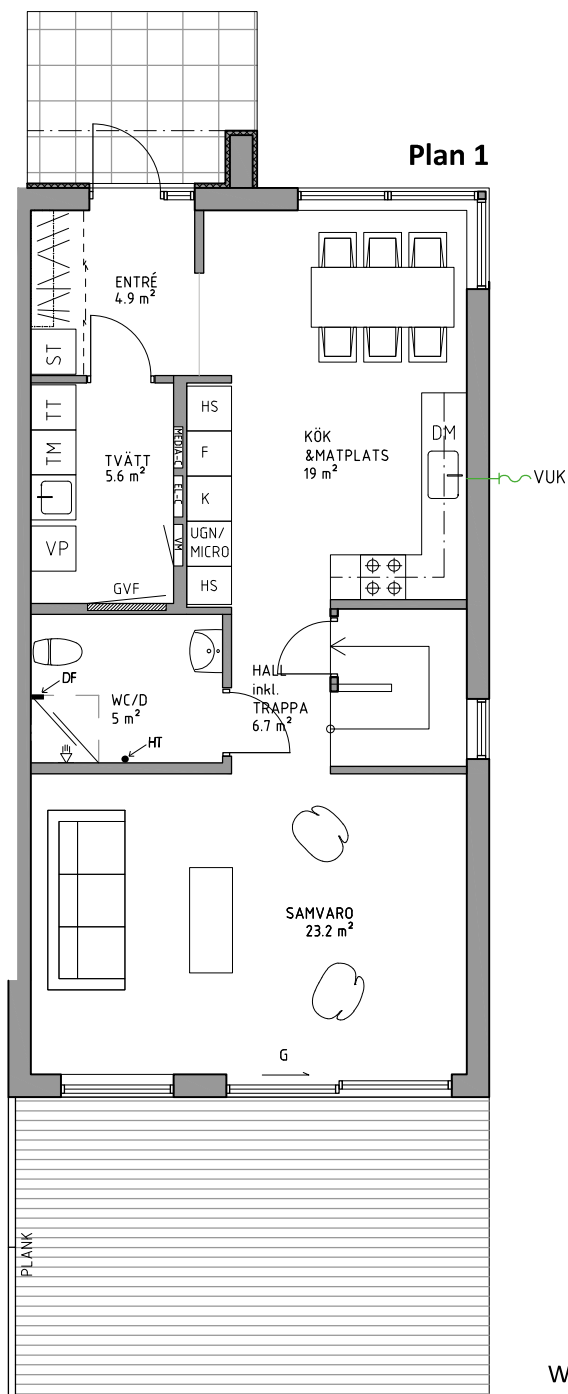 Plan 1
ENTRÉ
4.9 m²
ST
TT
TM
TVÄTT
5.6 m²
VP
GVF
MEDIA-C
EL-C
VM
HS
F
K
UGN/
MICRO
HS
KÖK
&MATPLATS
19 m²
DM
VUK
DF
WC/D
5 m²
HT
HALL
inkl.
TRAPPA
6.7 m²
SAMVARO
23.2 m²
G
PLANK
W